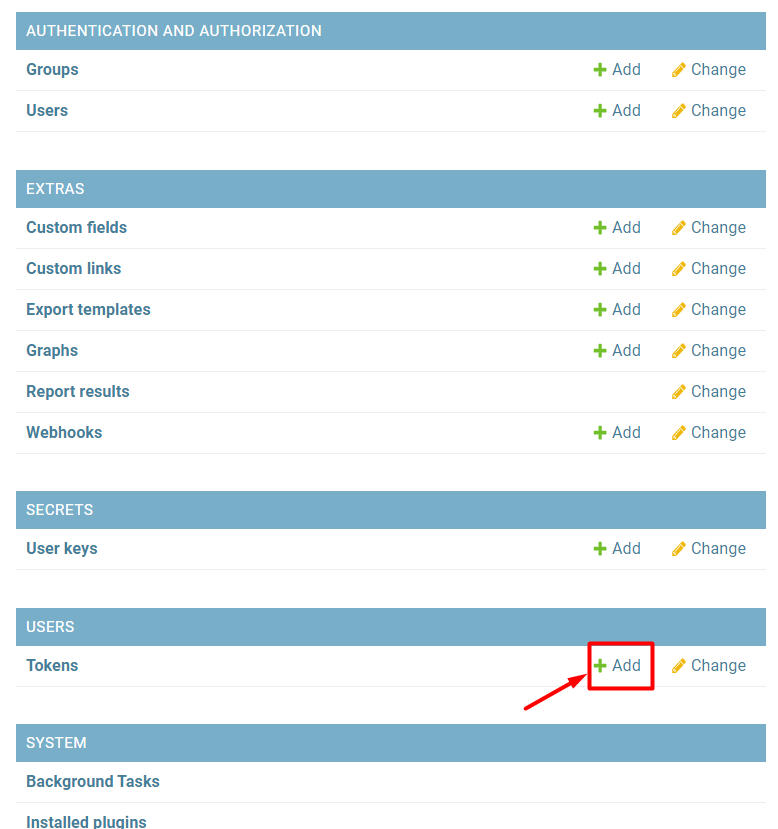 AUTHENTICATION AND AUTHORIZATION
Groups Add Change
Users Add Change
EXTRAS
Custom fields Add Change
Custom links Add Change
Export templates Add Change
Graphs Add Change
Report results Change
Webhooks Add Change
SECRETS
User keys Add Change
USERS
Tokens Add Change
SYSTEM
Background Tasks
Installed plugins